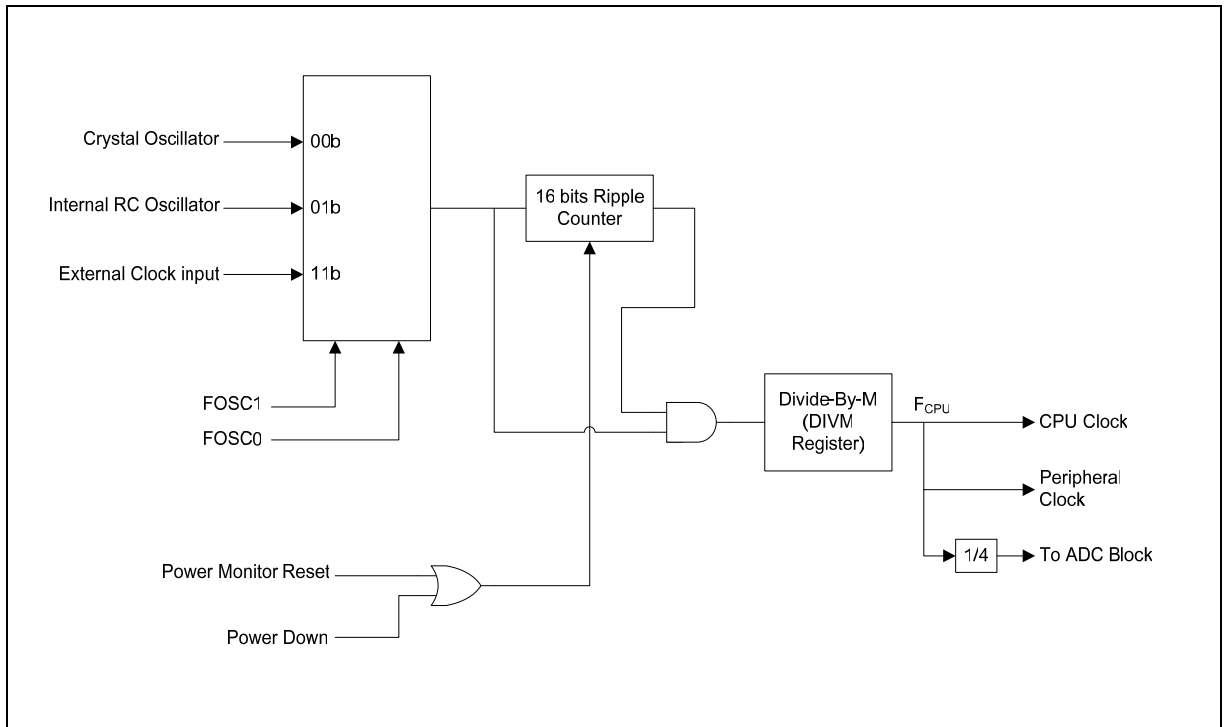 Crystal Oscillator
00b
Internal RC Oscillator
01b
External Clock input
11b
FOSC1
FOSC0
16 bits Ripple
Counter
Divide-By-M
(DIVM
Register)
FCPU
CPU Clock
Peripheral
Clock
1/4
To ADC Block
Power Monitor Reset
Power Down